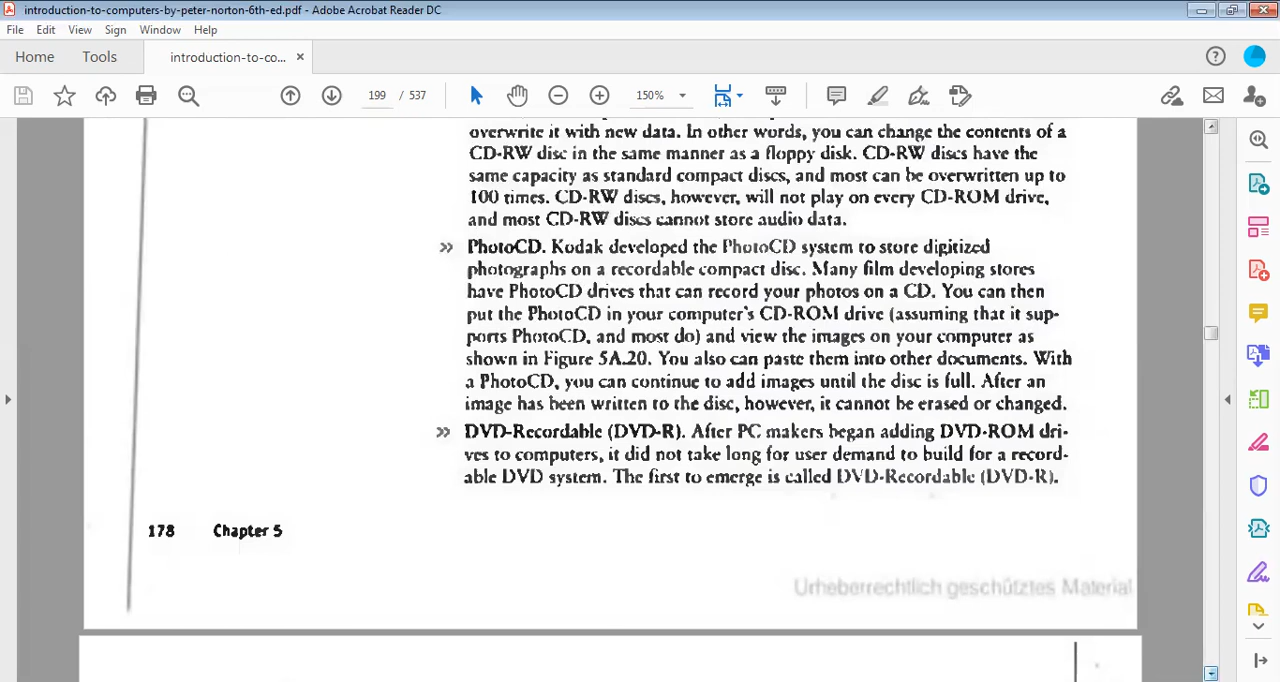 introduction-to-computers-by-peter-norton-6th-ed.pdf - Adobe Acrobat Reader DC
File Edit View Sign Window Help
Home Tools introduction-to-co... ×
199 / 537 150%
overwrite it with new data. In other words, you can change the contents of a
CD-RW disc in the same manner as a floppy disk. CD-RW discs have the
same capacity as standard compact discs, and most can be overwritten up to
100 times. CD-RW discs, however, will not play on every CD-ROM drive,
and most CD-RW discs cannot store audio data.
» PhotoCD. Kodak developed the PhotoCD system to store digitized
photographs on a recordable compact disc. Many film developing stores
have PhotoCD drives that can record your photos on a CD. You can then
put the PhotoCD in your computer's CD-ROM drive (assuming that it sup-
ports PhotoCD, and most do) and view the images on your computer as
shown in Figure 5A.20. You also can paste them into other documents. With
a PhotoCD, you can continue to add images until the disc is full. After an
image has been written to the disc, however, it cannot be erased or changed.
» DVD-Recordable (DVD-R). After PC makers began adding DVD-ROM dri-
ves to computers, it did not take long for user demand to build for a record-
able DVD system. The first to emerge is called DVD-Recordable (DVD-R).
178 Chapter 5
Urheberrechtlich geschütztes Material